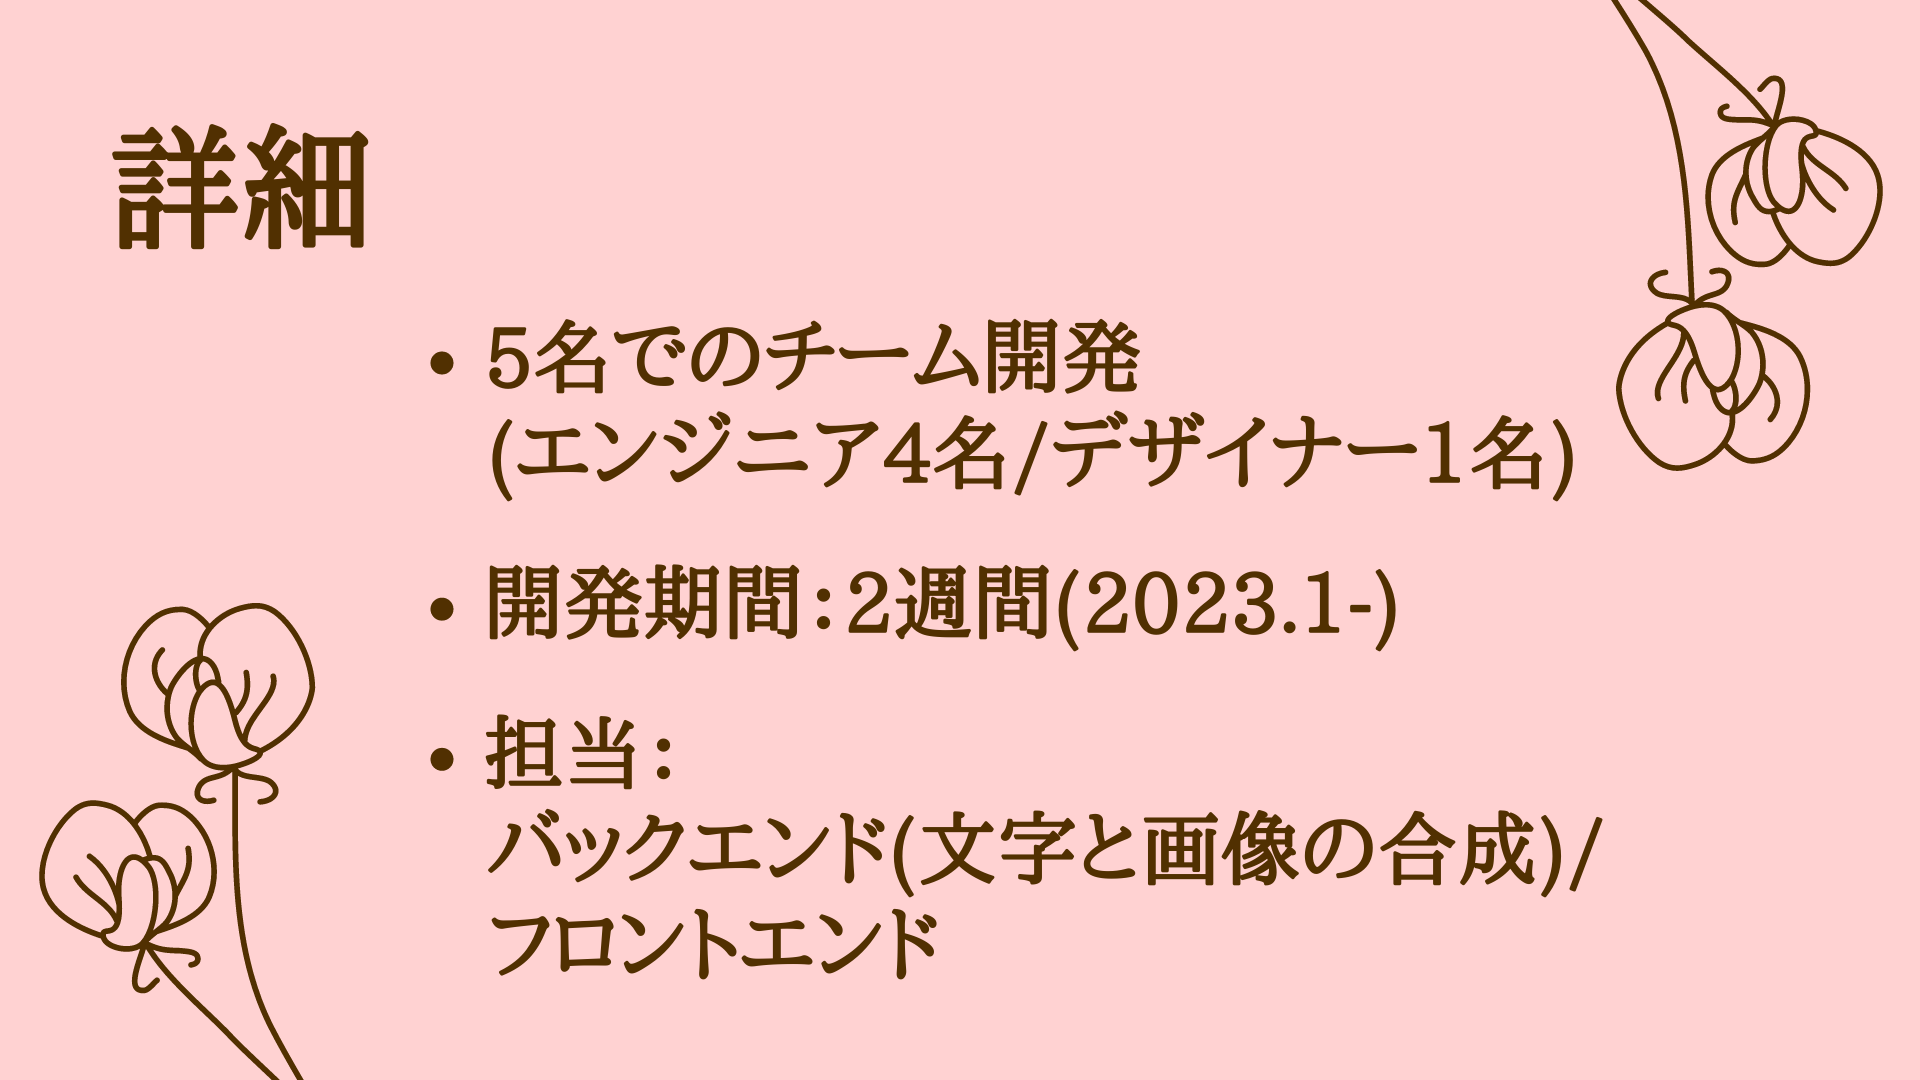 詳細
• 5名でのチーム開発
(エンジニア4名/デザイナー1名)
• 開発期間：2週間(2023.1-)
• 担当：
バックエンド(文字と画像の合成)/
フロントエンド